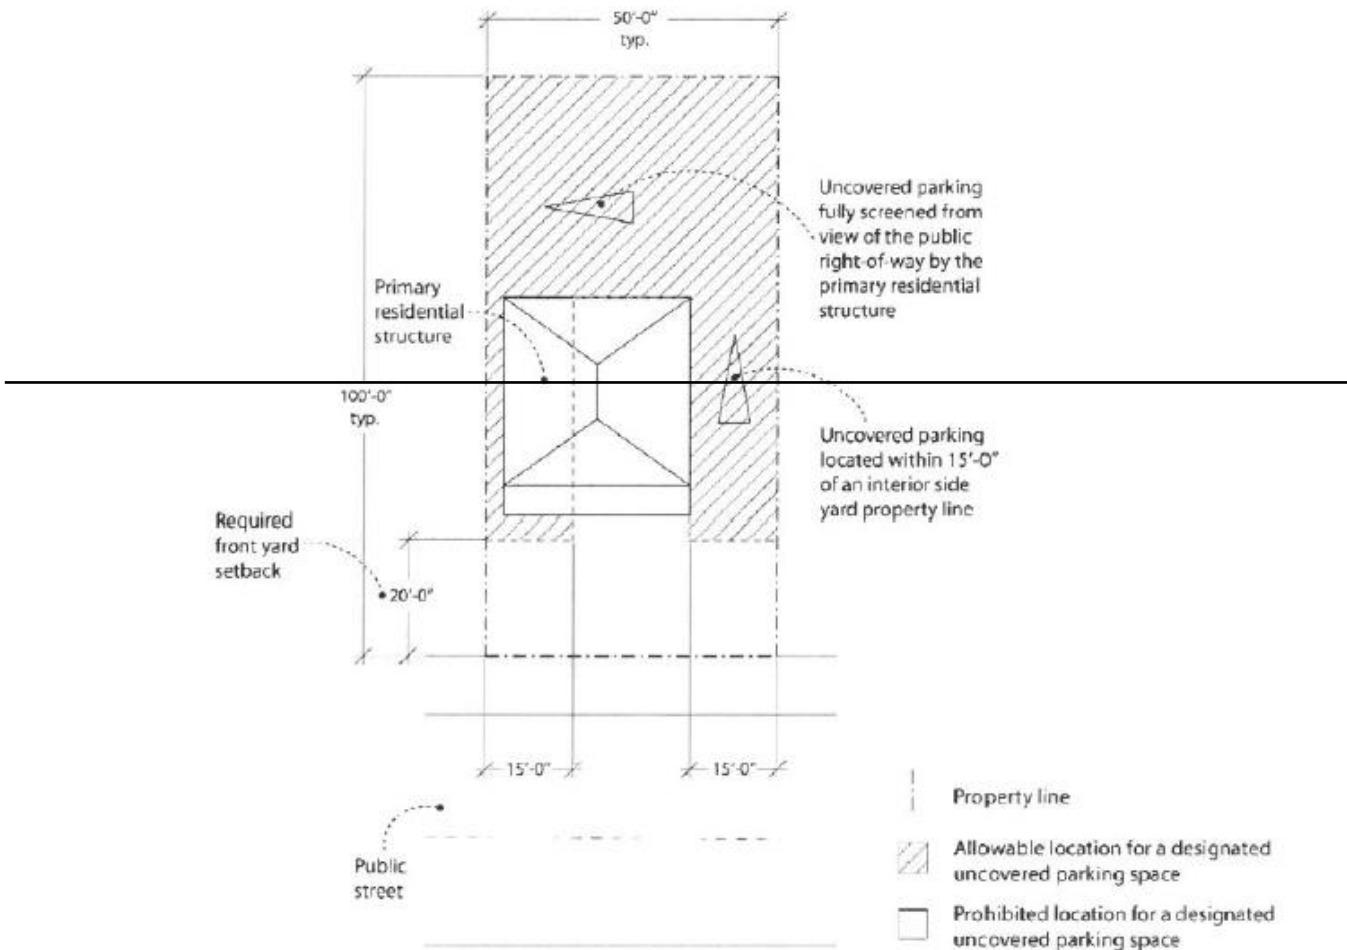 50'-0"
typ.
Uncovered parking
fully screened from
view of the public
right-of-way by the
primary residential
structure
Primary
residential
structure
100'-0"
typ.
Uncovered parking
located within 15'-0"
of an interior side
yard property line
Required
front yard
setback
20'-0"
15'-0"
15'-0"
Property line
Public
street
Allowable location for a designated
uncovered parking space
Prohibited location for a designated
uncovered parking space